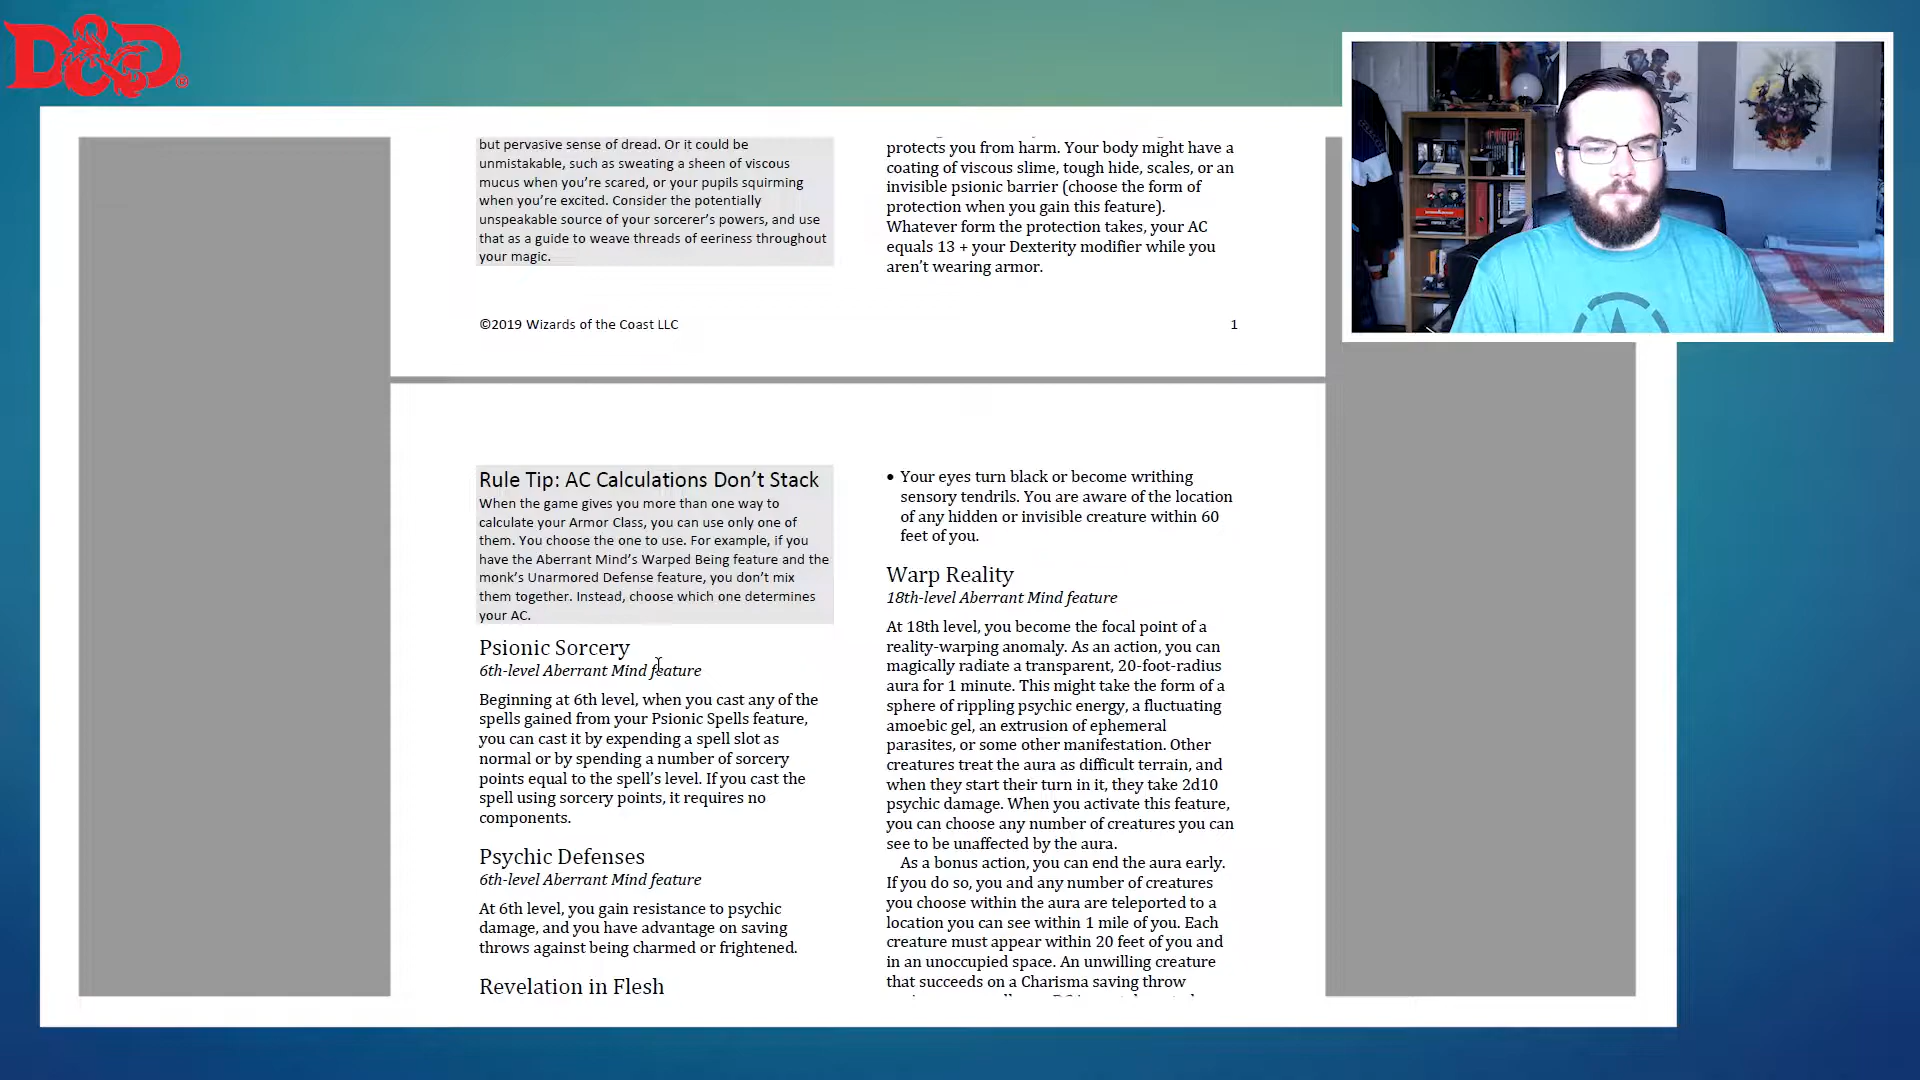 D&D®
but pervasive sense of dread. Or it could be
unmistakable, such as sweating a sheen of viscous
mucus when you’re scared, or your pupils squirming
when you’re excited. Consider the potentially
unspeakable source of your sorcerer’s powers, and use
that as a guide to weave threads of eeriness throughout
your magic.
protects you from harm. Your body might have a
coating of viscous slime, tough hide, scales, or an
invisible psionic barrier (choose the form of
protection when you gain this feature).
Whatever form the protection takes, your AC
equals 13 + your Dexterity modifier while you
aren’t wearing armor.
©2019 Wizards of the Coast LLC
1
Rule Tip: AC Calculations Don’t Stack
When the game gives you more than one way to
calculate your Armor Class, you can use only one of
them. You choose the one to use. For example, if you
have the Aberrant Mind’s Warped Being feature and the
monk’s Unarmored Defense feature, you don’t mix
them together. Instead, choose which one determines
your AC.
Psionic Sorcery
6th-level Aberrant Mind feature
Beginning at 6th level, when you cast any of the
spells gained from your Psionic Spells feature,
you can cast it by expending a spell slot as
normal or by spending a number of sorcery
points equal to the spell’s level. If you cast the
spell using sorcery points, it requires no
components.
Psychic Defenses
6th-level Aberrant Mind feature
At 6th level, you gain resistance to psychic
damage, and you have advantage on saving
throws against being charmed or frightened.
Revelation in Flesh
• Your eyes turn black or become writhing
sensory tendrils. You are aware of the location
of any hidden or invisible creature within 60
feet of you.
Warp Reality
18th-level Aberrant Mind feature
At 18th level, you become the focal point of a
reality-warping anomaly. As an action, you can
magically radiate a transparent, 20-foot-radius
aura for 1 minute. This might take the form of a
sphere of rippling psychic energy, a fluctuating
amoebic gel, an extrusion of ephemeral
parasites, or some other manifestation. Other
creatures treat the aura as difficult terrain, and
when they start their turn in it, they take 2d10
psychic damage. When you activate this feature,
you can choose any number of creatures you can
see to be unaffected by the aura.
As a bonus action, you can end the aura early.
If you do so, you and any number of creatures
you choose within the aura are teleported to a
location you can see within 1 mile of you. Each
creature must appear within 20 feet of you and
in an unoccupied space. An unwilling creature
that succeeds on a Charisma saving throw